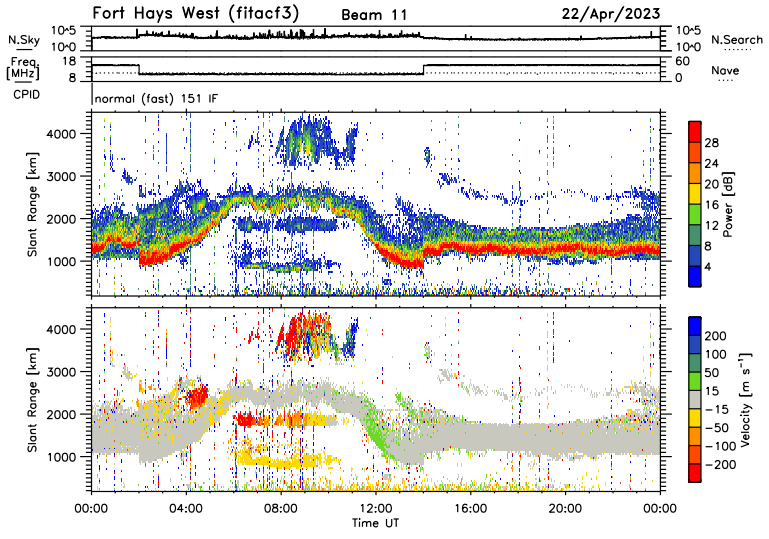 Fort Hays West (fitacf3) Beam 11 22/Apr/2023
N.Sky 10^5 10^0 10^5 10^0 N.Search
Freq. [MHz] 18 8 60 0 Nave
CPID normal (fast) 151 IF
Slant Range [km] 4000 3000 2000 1000
28 24 20 16 12 8 4 Power [dB]
Slant Range [km] 4000 3000 2000 1000
200 100 50 15 −15 −50 −100 −200 Velocity [m s⁻¹]
00:00 04:00 08:00 12:00 16:00 20:00 00:00
Time UT